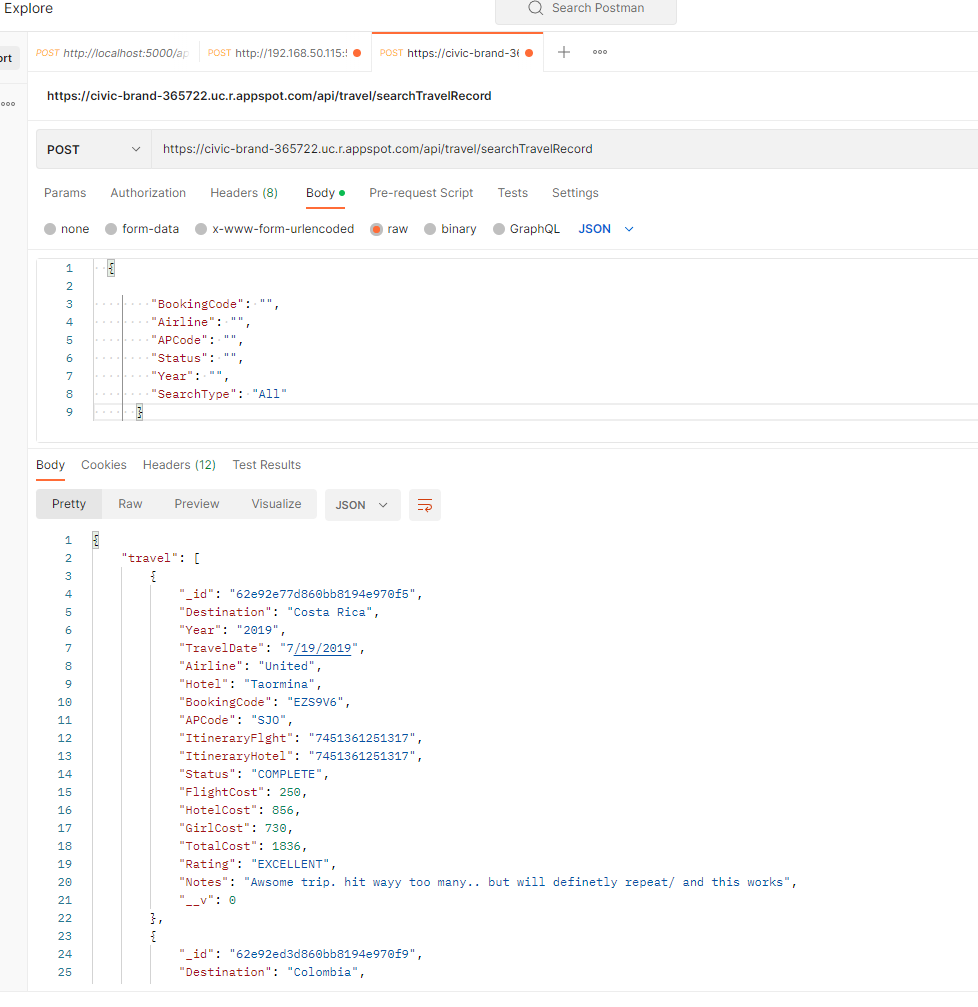 Explore
Search Postman
ort
POST http://localhost:5000/ap
POST http://192.168.50.115:5
POST https://civic-brand-36
https://civic-brand-365722.uc.r.appspot.com/api/travel/searchTravelRecord
POST
https://civic-brand-365722.uc.r.appspot.com/api/travel/searchTravelRecord
Params Authorization Headers (8) Body Pre-request Script Tests Settings
none form-data x-www-form-urlencoded raw binary GraphQL JSON
1 {
2
3 "BookingCode": "",
4 "Airline": "",
5 "APCode": "",
6 "Status": "",
7 "Year": "",
8 "SearchType": "All"
9 }
Body Cookies Headers (12) Test Results
Pretty Raw Preview Visualize JSON
1 {
2 "travel": [
3 {
4 "_id": "62e92e77d860bb8194e970f5",
5 "Destination": "Costa Rica",
6 "Year": "2019",
7 "TravelDate": "7/19/2019",
8 "Airline": "United",
9 "Hotel": "Taormina",
10 "BookingCode": "EZS9V6",
11 "APCode": "SJO",
12 "ItineraryFlght": "7451361251317",
13 "ItineraryHotel": "7451361251317",
14 "Status": "COMPLETE",
15 "FlightCost": 250,
16 "HotelCost": 856,
17 "GirlCost": 730,
18 "TotalCost": 1836,
19 "Rating": "EXCELLENT",
20 "Notes": "Awsome trip. hit wayy too many.. but will definetly repeat/ and this works",
21 "__v": 0
22 },
23 {
24 "_id": "62e92ed3d860bb8194e970f9",
25 "Destination": "Colombia",